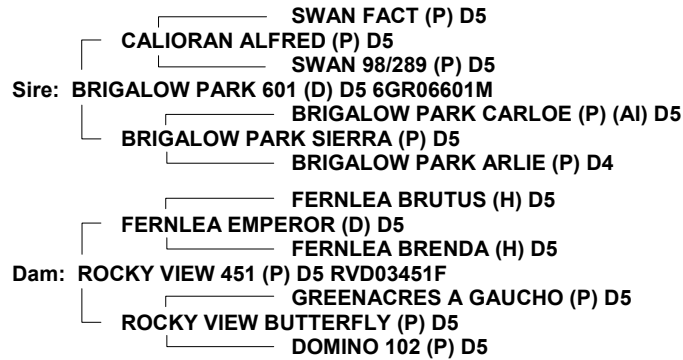 SWAN FACT (P) D5
CALIORAN ALFRED (P) D5
SWAN 98/289 (P) D5
Sire: BRIGALOW PARK 601 (D) D5 6GR06601M
BRIGALOW PARK CARLOE (P) (AI) D5
BRIGALOW PARK SIERRA (P) D5
BRIGALOW PARK ARLIE (P) D4
FERNLEA BRUTUS (H) D5
FERNLEA EMPEROR (D) D5
FERNLEA BRENDA (H) D5
Dam: ROCKY VIEW 451 (P) D5 RVD03451F
GREENACRES A GAUCHO (P) D5
ROCKY VIEW BUTTERFLY (P) D5
DOMINO 102 (P) D5